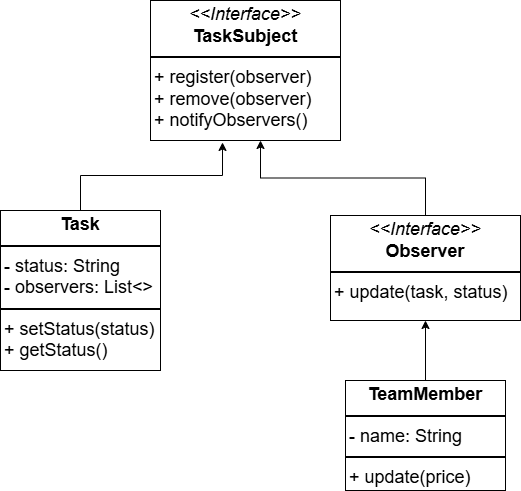 <<Interface>>
TaskSubject
+ register(observer)
+ remove(observer)
+ notifyObservers()
Task
- status: String
- observers: List<>
+ setStatus(status)
+ getStatus()
<<Interface>>
Observer
+ update(task, status)
TeamMember
- name: String
+ update(price)